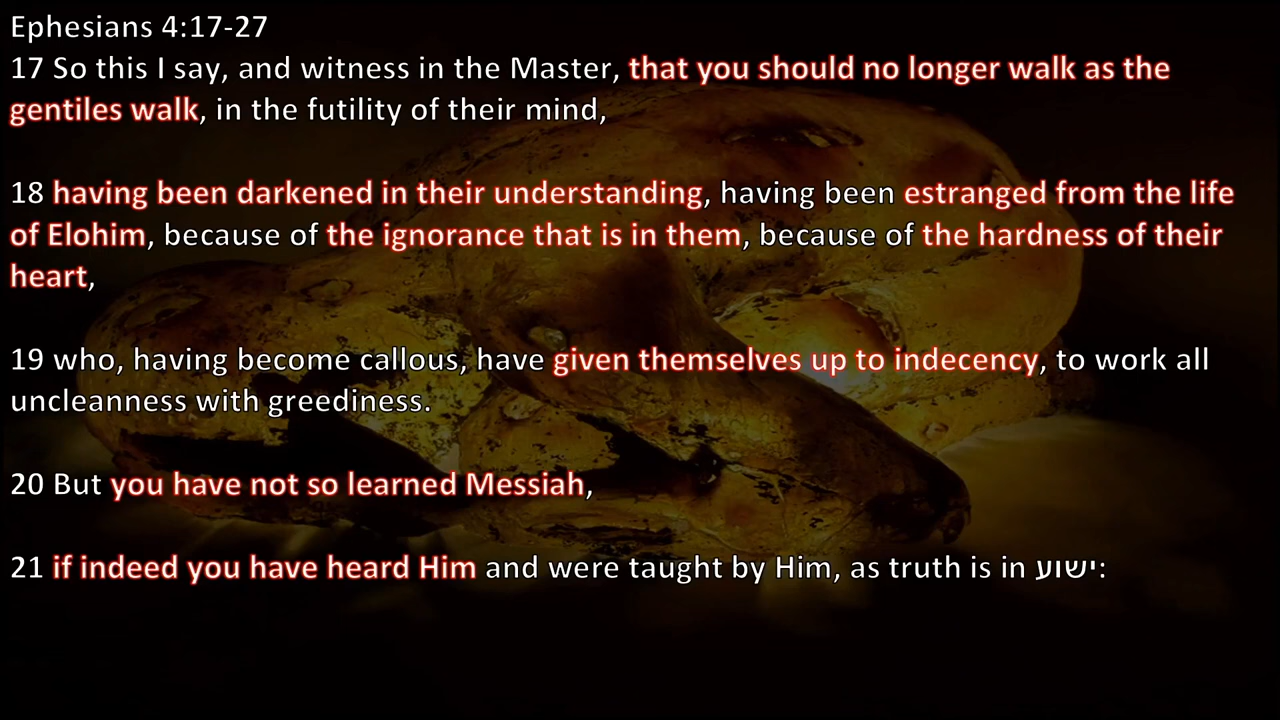 Ephesians 4:17-27
17 So this I say, and witness in the Master, that you should no longer walk as the
gentiles walk, in the futility of their mind,
18 having been darkened in their understanding, having been estranged from the life
of Elohim, because of the ignorance that is in them, because of the hardness of their
heart,
19 who, having become callous, have given themselves up to indecency, to work all
uncleanness with greediness.
20 But you have not so learned Messiah,
21 if indeed you have heard Him and were taught by Him, as truth is in ישוע: